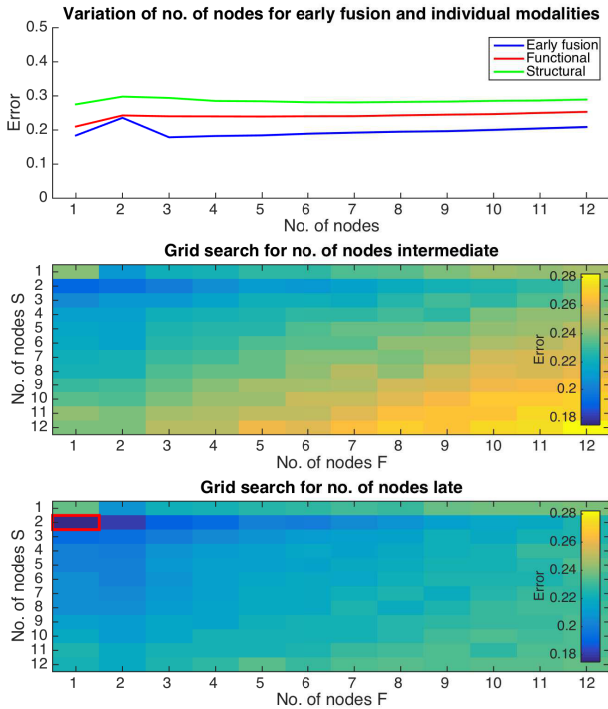 Variation of no. of nodes for early fusion and individual modalities
0.5
0.4
0.3
0.2
0.1
0
Error
Early fusion
Functional
Structural
1 2 3 4 5 6 7 8 9 10 11 12
No. of nodes
Grid search for no. of nodes intermediate
No. of nodes S
1
2
3
4
5
6
7
8
9
10
11
12
0.28
0.26
0.24
0.22
0.2
0.18
Error
1 2 3 4 5 6 7 8 9 10 11 12
No. of nodes F
Grid search for no. of nodes late
No. of nodes S
1
2
3
4
5
6
7
8
9
10
11
12
0.28
0.26
0.24
0.22
0.2
0.18
Error
1 2 3 4 5 6 7 8 9 10 11 12
No. of nodes F